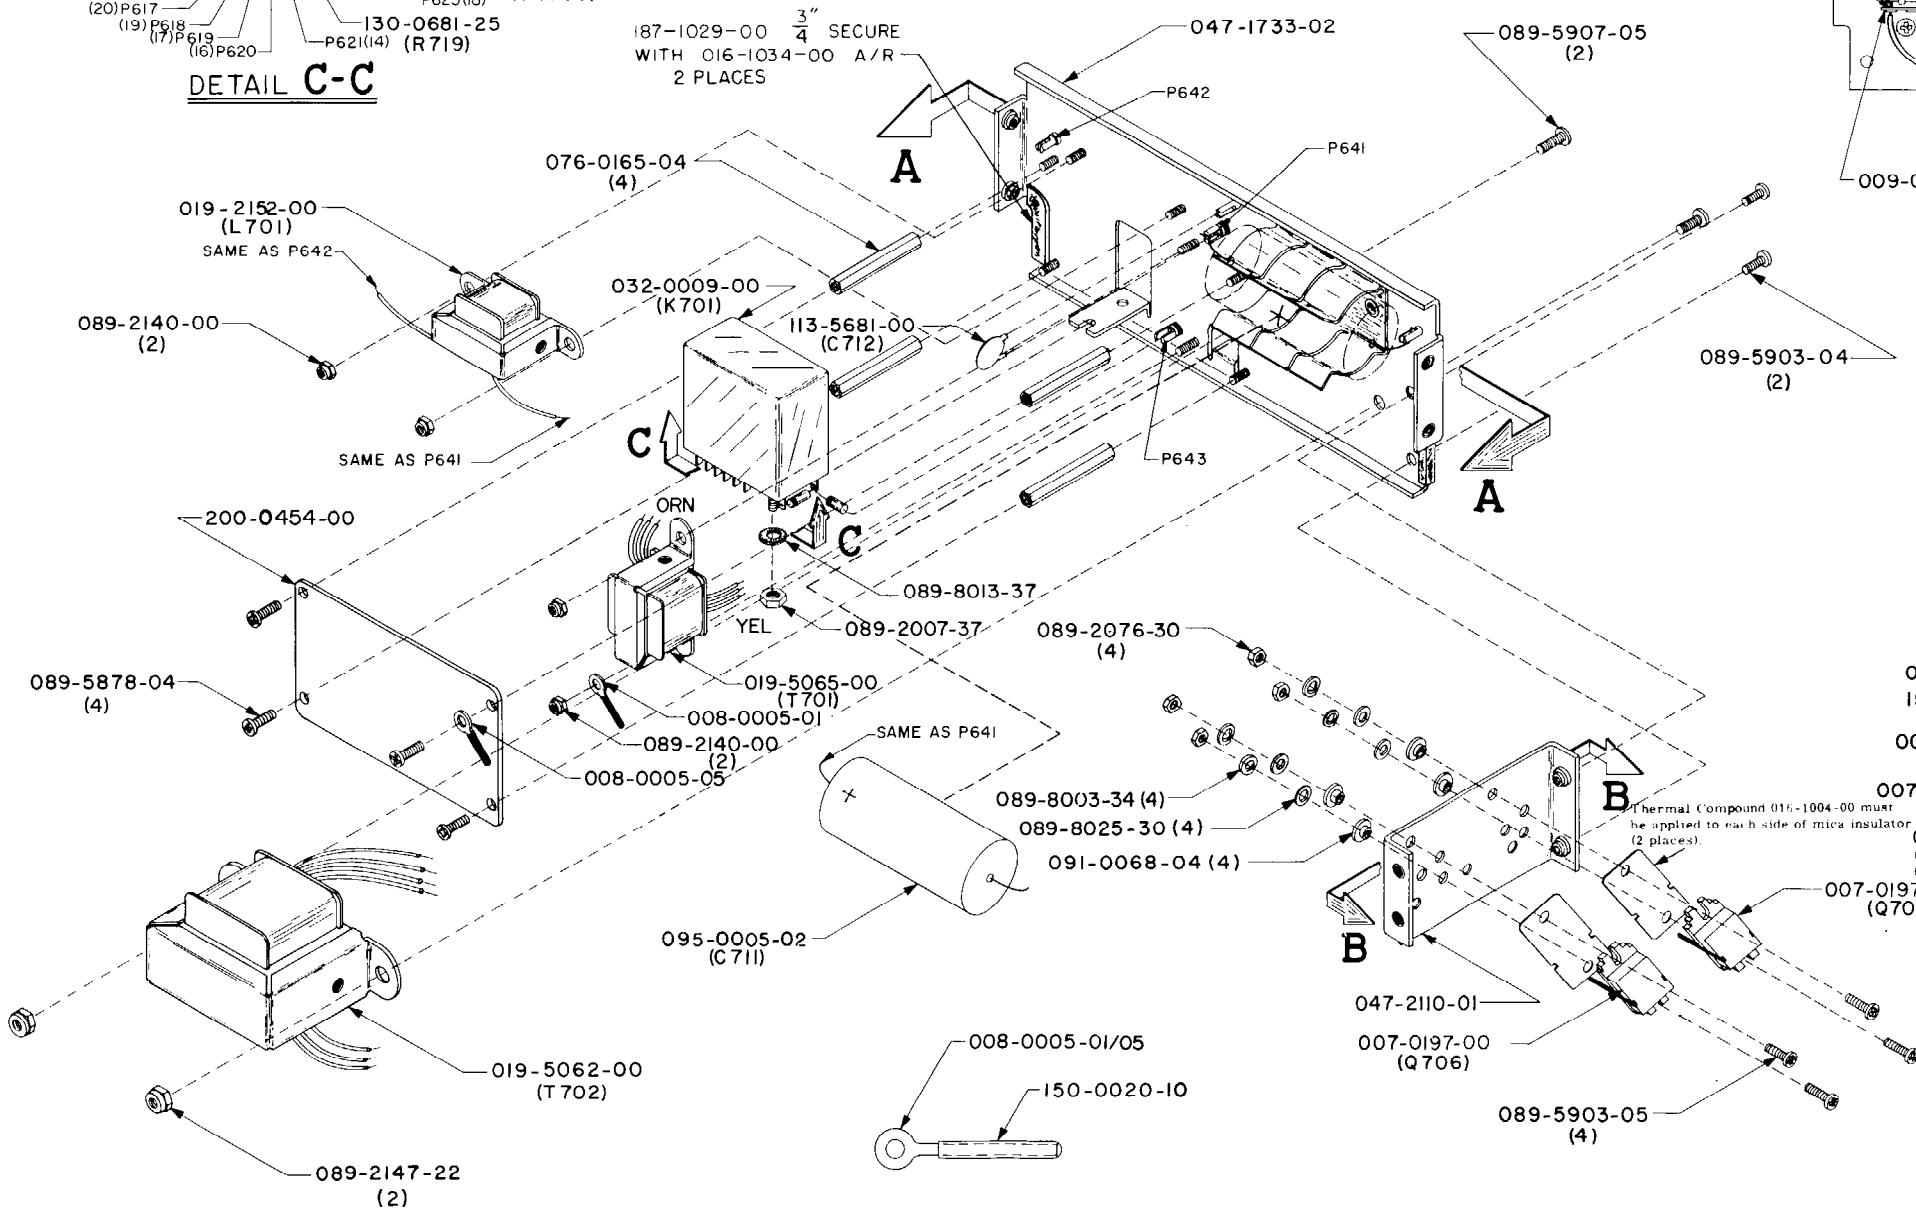 (20)P617
(19)P618
(17)P619
(16)P620
P621(14)
130-0681-25
(R719)
DETAIL C-C
187-1029-00 3/4" SECURE
WITH 016-1034-00 A/R
2 PLACES
047-1733-02
089-5907-05
(2)
P642
P641
A
076-0165-04
(4)
019-2152-00
(L701)
SAME AS P642
032-0009-00
(K701)
113-5681-00
(C712)
089-2140-00
(2)
089-5903-04
(2)
C
SAME AS P641
P643
A
200-0454-00
ORN
C
089-8013-37
YEL
089-2007-37
089-2076-30
(4)
089-5878-04
(4)
019-5065-00
(T701)
008-0005-01
089-2140-00
(2)
008-0005-05
SAME AS P641
+
089-8003-34 (4)
089-8025-30 (4)
091-0068-04 (4)
B
Thermal Compound 016-1004-00 must
be applied to each side of mica insulator
(2 places).
007-0197
(Q70
095-0005-02
(C711)
B
047-2110-01
007-0197-00
(Q706)
019-5062-00
(T702)
008-0005-01/05
150-0020-10
089-5903-05
(4)
089-2147-22
(2)